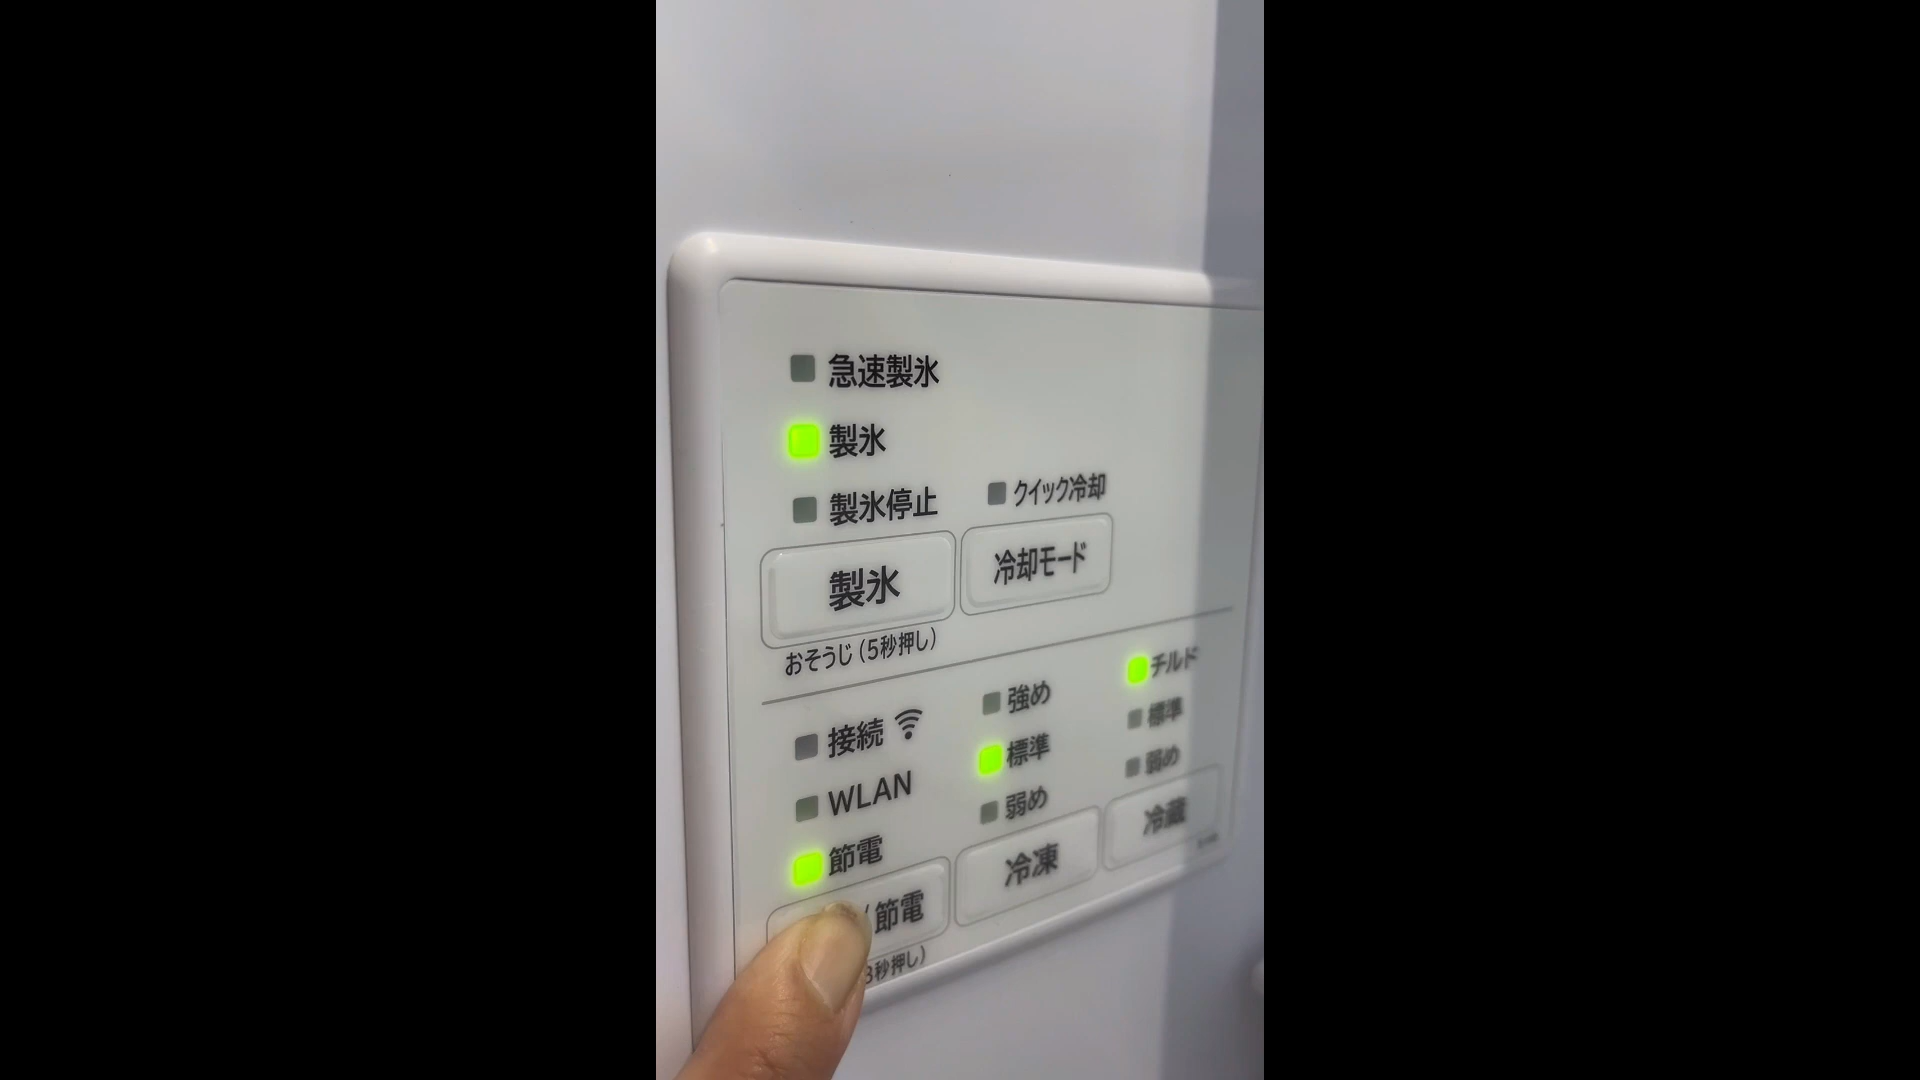 急速製氷
製氷
製氷停止
クイック冷却
製氷
冷却モード
おそうじ（5秒押し）
接続
WLAN
節電
強め
標準
弱め
チルド
標準
弱め
/節電
冷凍
冷蔵
3秒押し）